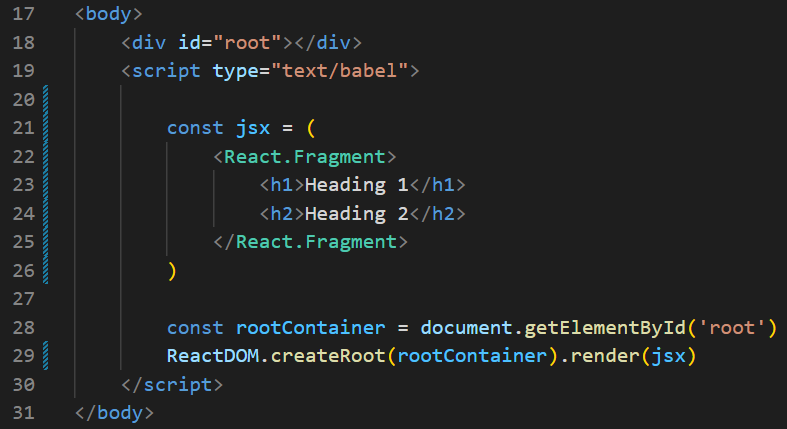 17 <body>
18 <div id="root"></div>
19 <script type="text/babel">
20
21 const jsx = (
22 <React.Fragment>
23 <h1>Heading 1</h1>
24 <h2>Heading 2</h2>
25 </React.Fragment>
26 )
27
28 const rootContainer = document.getElementById('root')
29 ReactDOM.createRoot(rootContainer).render(jsx)
30 </script>
31 </body>